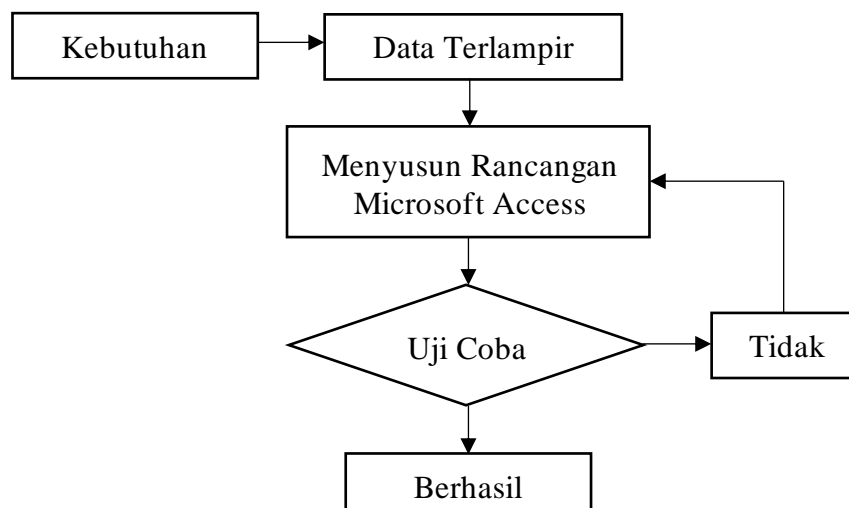 Kebutuhan
Data Terlampir
Menyusun Rancangan
Microsoft Access
Uji Coba
Tidak
Berhasil